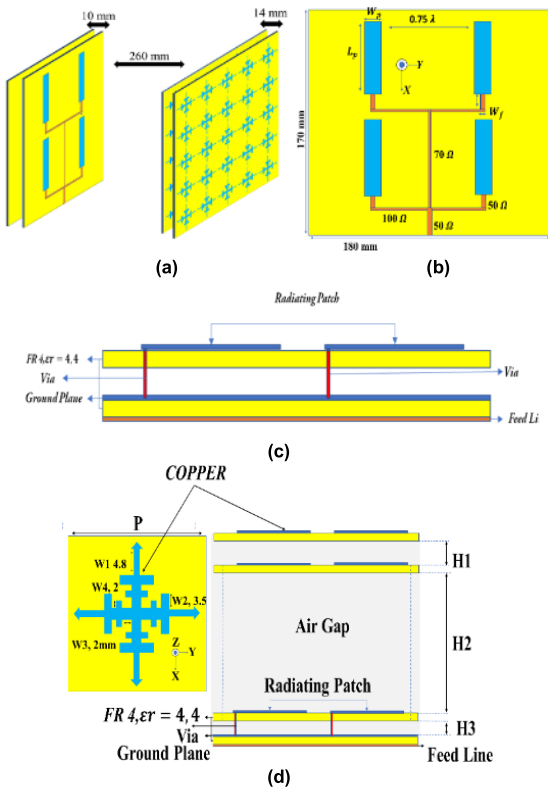 10 mm
260 mm
14 mm
(a)
W_g
0.75 λ
L_p
Y
X
W_f
70 Ω
100 Ω
50 Ω
50 Ω
170 mm
180 mm
(b)
Radiating Patch
FR 4,εr = 4.4
Via
Ground Plane
Via
Feed Li
(c)
COPPER
P
W1 4.8
W4, 2
W2, 3.5
W3, 2mm
Z
Y
X
H1
Air Gap
H2
Radiating Patch
FR 4,εr = 4,4
H3
Via
Ground Plane
Feed Line
(d)